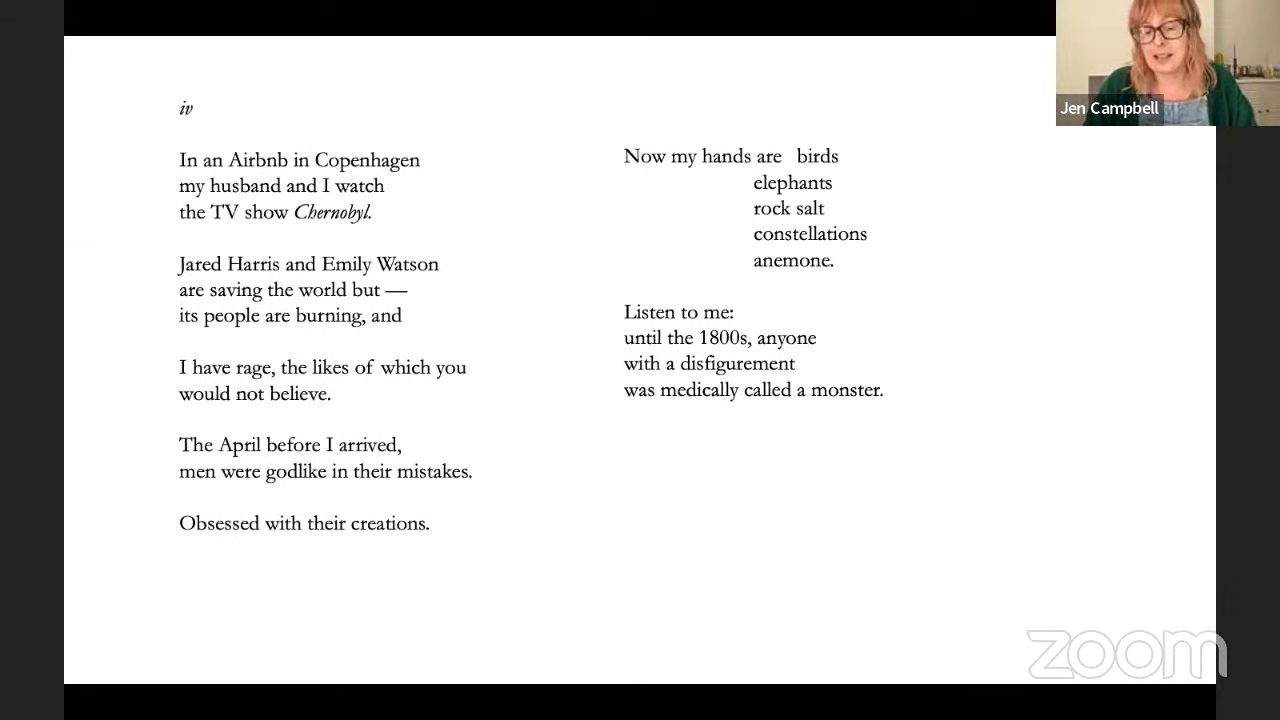 iv
In an Airbnb in Copenhagen
my husband and I watch
the TV show Chernobyl.
Jared Harris and Emily Watson
are saving the world but —
its people are burning, and
I have rage, the likes of which you
would not believe.
The April before I arrived,
men were godlike in their mistakes.
Obsessed with their creations.
Now my hands are birds
elephants
rock salt
constellations
anemone.
Listen to me:
until the 1800s, anyone
with a disfigurement
was medically called a monster.
Jen Campbell
zoom